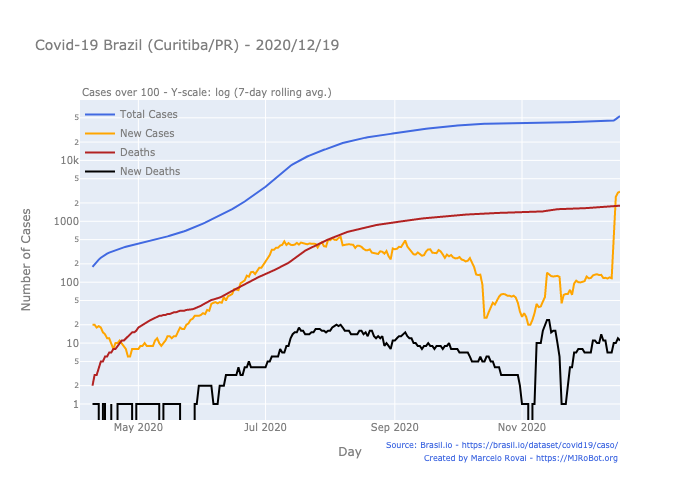 Covid-19 Brazil (Curitiba/PR) - 2020/12/19
Cases over 100 - Y-scale: log (7-day rolling avg.)
Total Cases
New Cases
Deaths
New Deaths
5
2
10k
5
2
1000
5
2
100
5
2
10
5
2
1
Number of Cases
May 2020
Jul 2020
Sep 2020
Nov 2020
Day
Source: Brasil.io - https://brasil.io/dataset/covid19/caso/
Created by Marcelo Rovai - https://MJRoBot.org